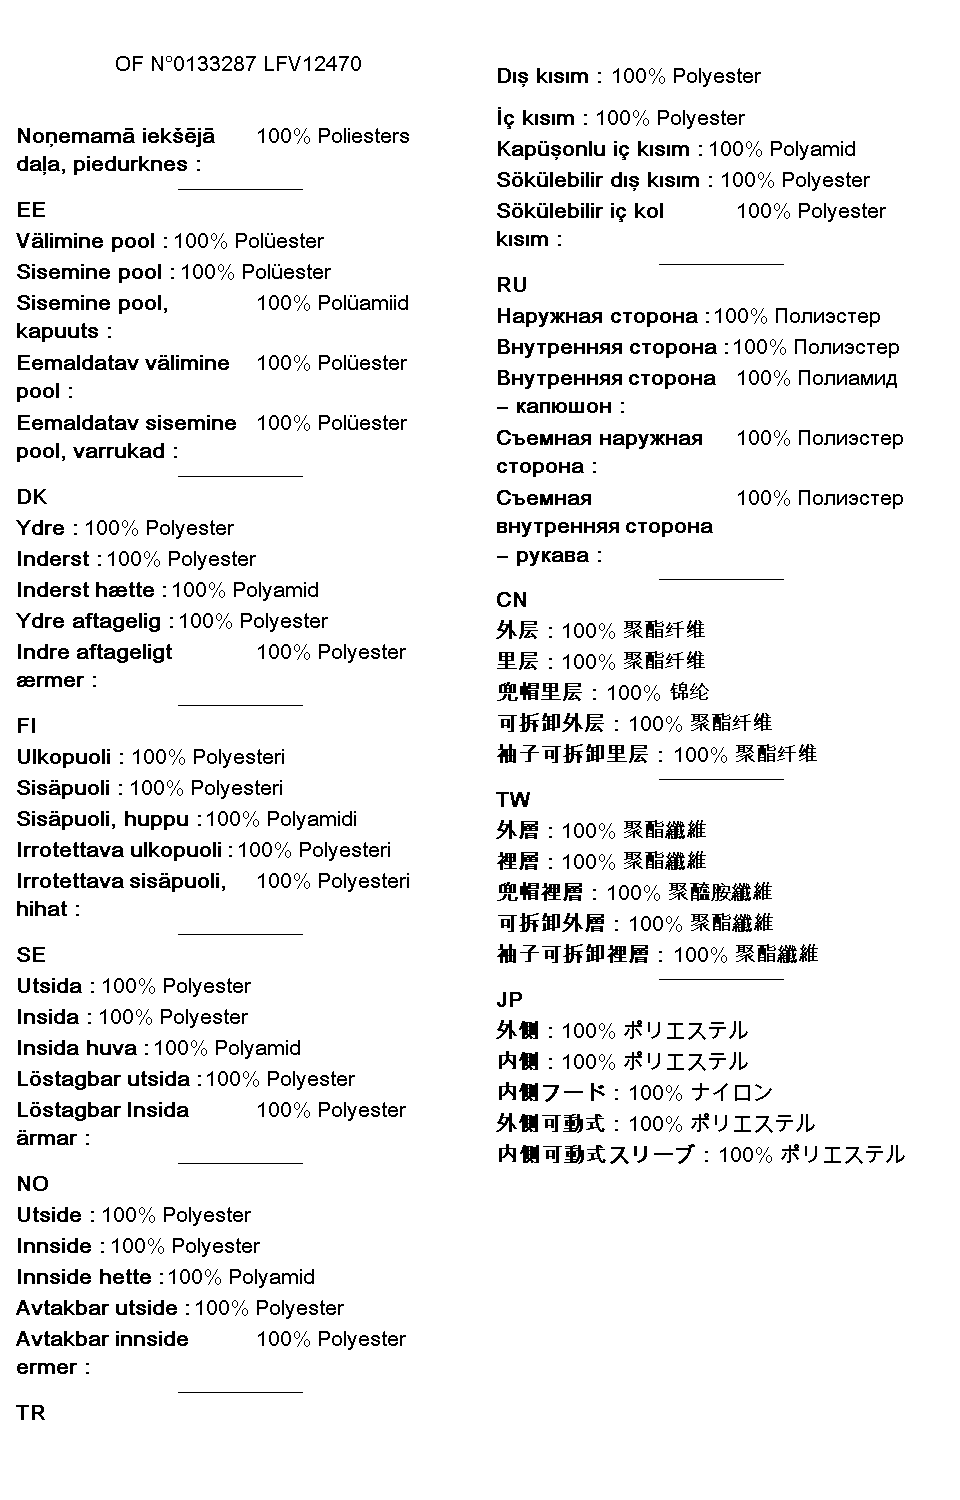 OF N°0133287 LFV12470
Noņemamā iekšējā 100% Poliesters
daļa, piedurknes :
EE
Välimine pool : 100% Polüester
Sisemine pool : 100% Polüester
Sisemine pool, 100% Polüamiid
kapuuts :
Eemaldatav välimine 100% Polüester
pool :
Eemaldatav sisemine 100% Polüester
pool, varrukad :
DK
Ydre : 100% Polyester
Inderst : 100% Polyester
Inderst hætte : 100% Polyamid
Ydre aftagelig : 100% Polyester
Indre aftageligt 100% Polyester
ærmer :
FI
Ulkopuoli : 100% Polyesteri
Sisäpuoli : 100% Polyesteri
Sisäpuoli, huppu : 100% Polyamidi
Irrotettava ulkopuoli : 100% Polyesteri
Irrotettava sisäpuoli, 100% Polyesteri
hihat :
SE
Utsida : 100% Polyester
Insida : 100% Polyester
Insida huva : 100% Polyamid
Löstagbar utsida : 100% Polyester
Löstagbar Insida 100% Polyester
ärmar :
NO
Utside : 100% Polyester
Innside : 100% Polyester
Innside hette : 100% Polyamid
Avtakbar utside : 100% Polyester
Avtakbar innside 100% Polyester
ermer :
TR
Dış kısım : 100% Polyester
İç kısım : 100% Polyester
Kapüşonlu iç kısım : 100% Polyamid
Sökülebilir dış kısım : 100% Polyester
Sökülebilir iç kol 100% Polyester
kısım :
RU
Наружная сторона : 100% Полиэстер
Внутренняя сторона : 100% Полиэстер
Внутренняя сторона 100% Полиамид
– капюшон :
Съемная наружная 100% Полиэстер
сторона :
Съемная 100% Полиэстер
внутренняя сторона
– рукава :
CN
外层 : 100% 聚酯纤维
里层 : 100% 聚酯纤维
兜帽里层 : 100% 锦纶
可拆卸外层 : 100% 聚酯纤维
袖子可拆卸里层 : 100% 聚酯纤维
TW
外層 : 100% 聚酯纖維
裡層 : 100% 聚酯纖維
兜帽裡層 : 100% 聚醯胺纖維
可拆卸外層 : 100% 聚酯纖維
袖子可拆卸裡層 : 100% 聚酯纖維
JP
外側 : 100% ポリエステル
内側 : 100% ポリエステル
内側フード : 100% ナイロン
外側可動式 : 100% ポリエステル
内側可動式スリーブ : 100% ポリエステル